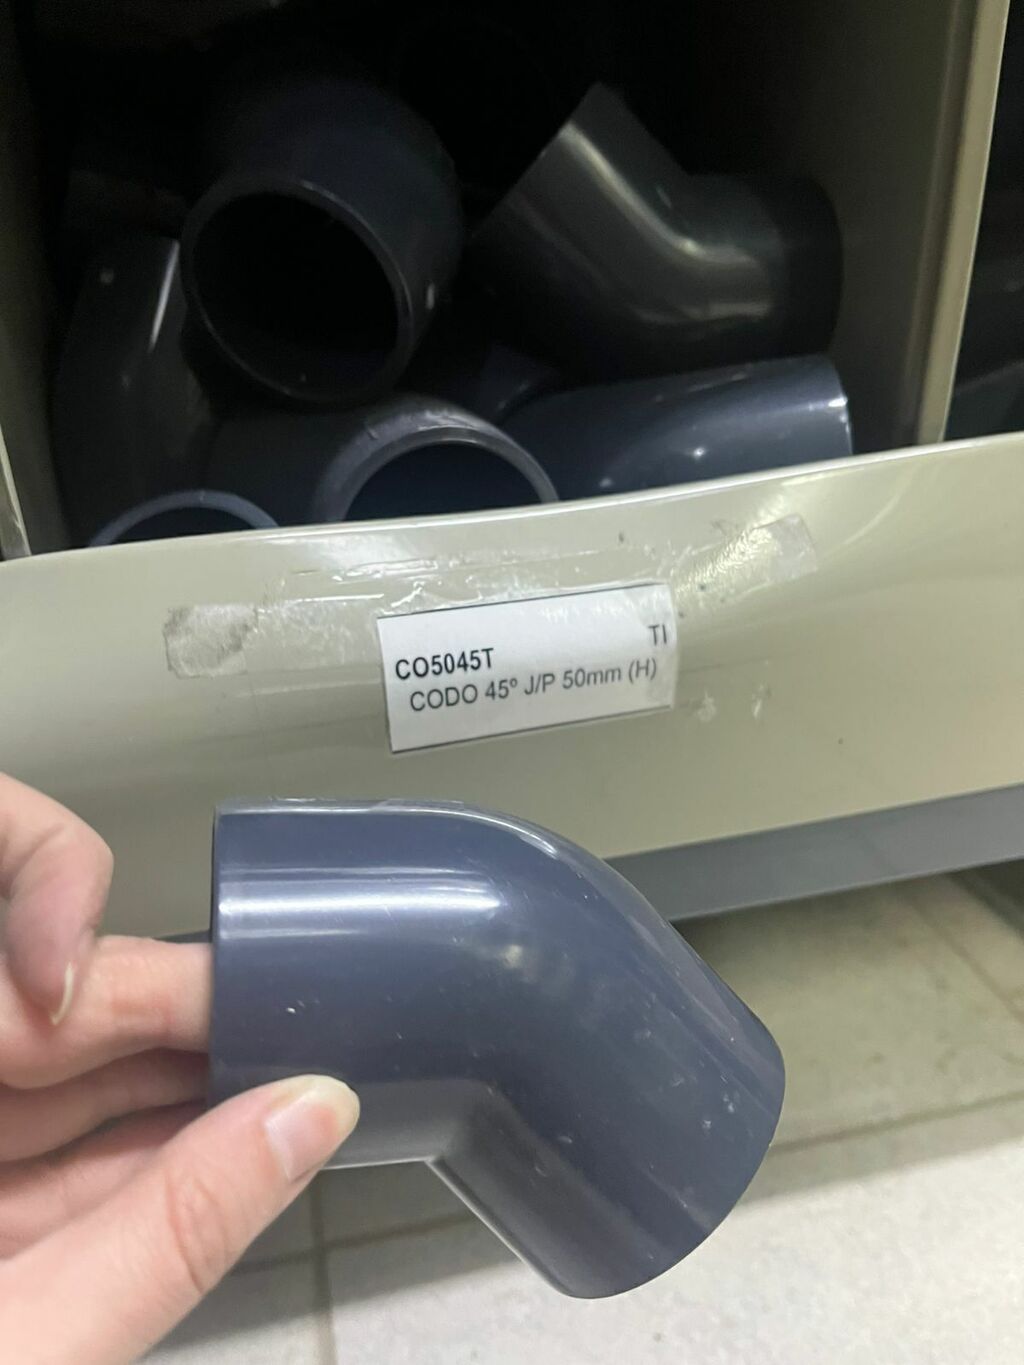 TI
CO5045T
CODO 45º J/P 50mm (H)